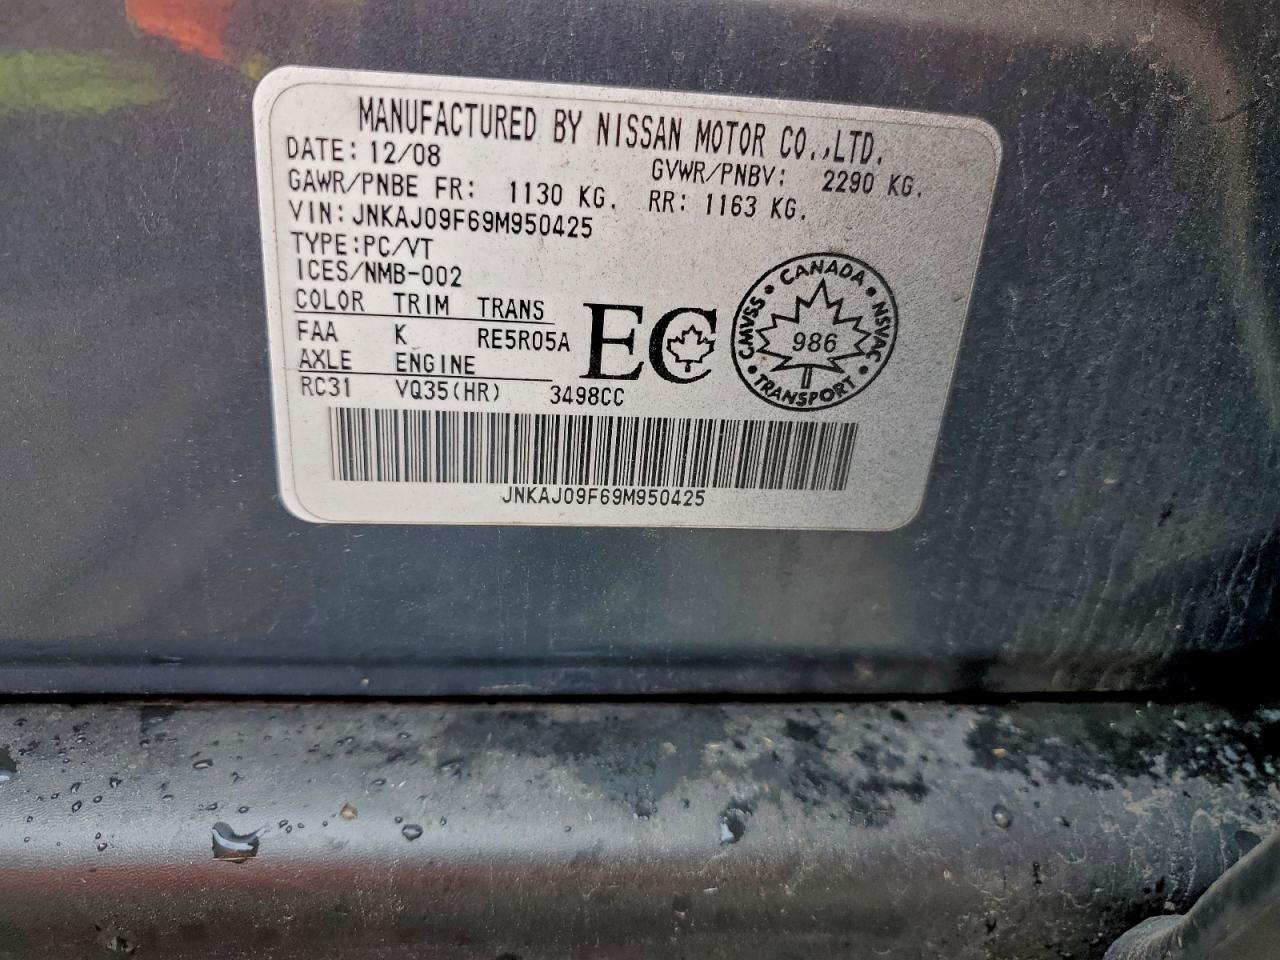 MANUFACTURED BY NISSAN MOTOR CO.,LTD.
DATE: 12/08 GVWR/PNBV: 2290 KG.
GAWR/PNBE FR: 1130 KG. RR: 1163 KG.
VIN:JNKAJ09F69M950425
TYPE:PC/VT
ICES/NMB-002
COLOR TRIM TRANS
FAA K RE5R05A
AXLE ENGINE
RC31 VQ35(HR) 3498CC
EC
CANADA • NSVAC • TRANSPORT • CMVSS •
986
JNKAJ09F69M950425